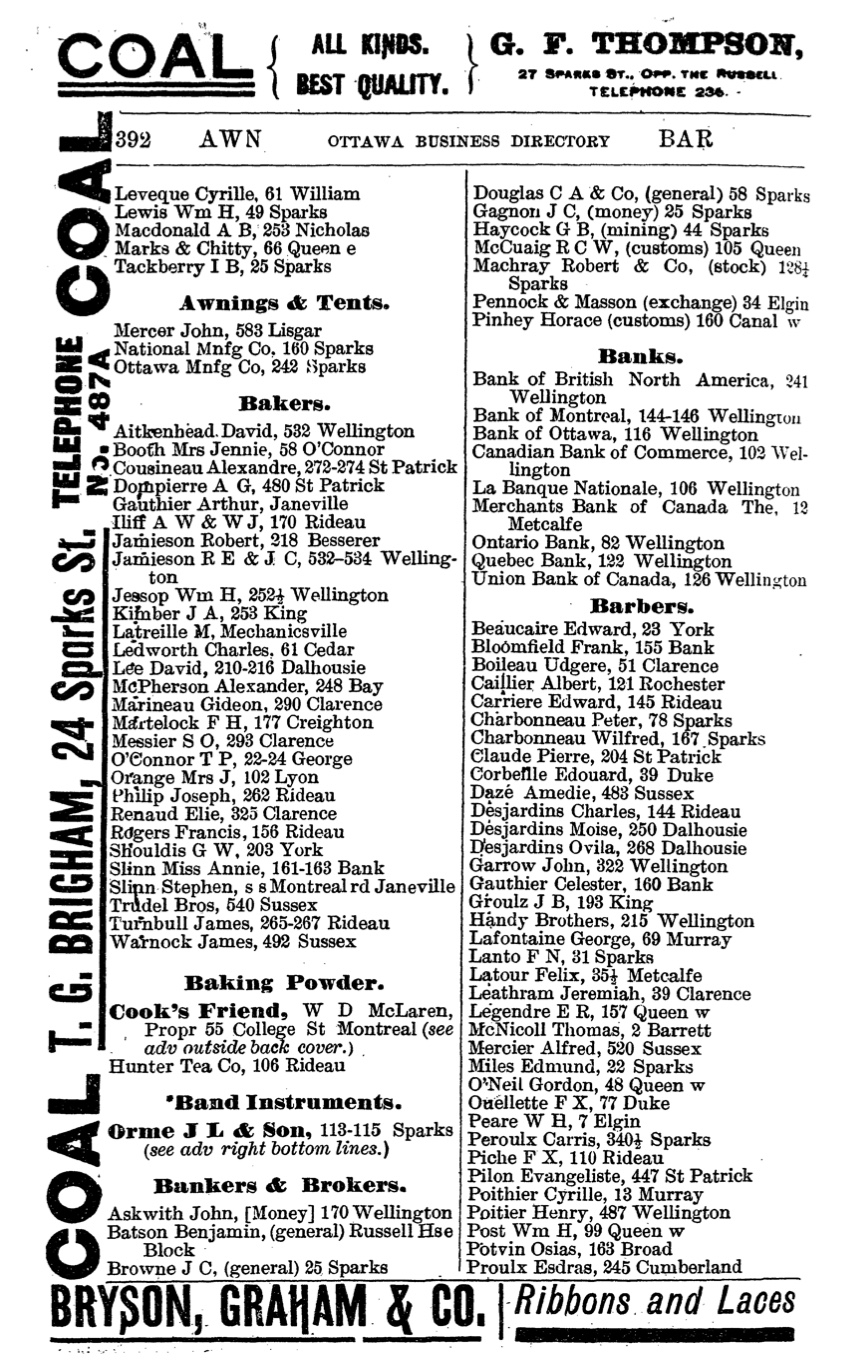 COAL { ALL KINDS. BEST QUALITY. } G. F. THOMPSON,
27 SPARKS ST., OPP. THE RUSSELL
TELEPHONE 236.
COAL T. G. BRIGHAM, 24 Sparks St. TELEPHONE No. 487A COAL
392 AWN OTTAWA BUSINESS DIRECTORY BAR
Leveque Cyrille, 61 William
Lewis Wm H, 49 Sparks
Macdonald A B, 253 Nicholas
Marks & Chitty, 66 Queen e
Tackberry I B, 25 Sparks
Awnings & Tents.
Mercer John, 583 Lisgar
National Mnfg Co, 160 Sparks
Ottawa Mnfg Co, 242 Sparks
Bakers.
Aitkenhead David, 532 Wellington
Booth Mrs Jennie, 58 O'Connor
Cousineau Alexandre, 272-274 St Patrick
Dompierre A G, 480 St Patrick
Gauthier Arthur, Janeville
Iliff A W & W J, 170 Rideau
Jamieson Robert, 218 Besserer
Jamieson R E & J C, 532-534 Welling-
ton
Jessop Wm H, 252½ Wellington
Kimber J A, 253 King
Latreille M, Mechanicsville
Ledworth Charles, 61 Cedar
Lee David, 210-216 Dalhousie
McPherson Alexander, 248 Bay
Marineau Gideon, 290 Clarence
Martelock F H, 177 Creighton
Messier S O, 293 Clarence
O'Connor T P, 22-24 George
Orange Mrs J, 102 Lyon
Philip Joseph, 262 Rideau
Renaud Elie, 325 Clarence
Rogers Francis, 156 Rideau
Shouldis G W, 203 York
Slinn Miss Annie, 161-163 Bank
Slinn Stephen, s s Montreal rd Janeville
Trudel Bros, 540 Sussex
Turnbull James, 265-267 Rideau
Warnock James, 492 Sussex
Baking Powder.
Cook's Friend, W D McLaren,
Propr 55 College St Montreal (see
adv outside back cover.)
Hunter Tea Co, 106 Rideau
*Band Instruments.
Orme J L & Son, 113-115 Sparks
(see adv right bottom lines.)
Bankers & Brokers.
Askwith John, [Money] 170 Wellington
Batson Benjamin, (general) Russell Hse
Block
Browne J C, (general) 25 Sparks
Douglas C A & Co, (general) 58 Sparks
Gagnon J C, (money) 25 Sparks
Haycock G B, (mining) 44 Sparks
McCuaig R C W, (customs) 105 Queen
Machray Robert & Co, (stock) 128½
Sparks
Pennock & Masson (exchange) 34 Elgin
Pinhey Horace (customs) 160 Canal w
Banks.
Bank of British North America, 241
Wellington
Bank of Montreal, 144-146 Wellington
Bank of Ottawa, 116 Wellington
Canadian Bank of Commerce, 102 Wel-
lington
La Banque Nationale, 106 Wellington
Merchants Bank of Canada The, 12
Metcalfe
Ontario Bank, 82 Wellington
Quebec Bank, 122 Wellington
Union Bank of Canada, 126 Wellington
Barbers.
Beaucaire Edward, 23 York
Bloomfield Frank, 155 Bank
Boileau Udgere, 51 Clarence
Caillier Albert, 121 Rochester
Carriere Edward, 145 Rideau
Charbonneau Peter, 78 Sparks
Charbonneau Wilfred, 167 Sparks
Claude Pierre, 204 St Patrick
Corbeille Edouard, 39 Duke
Dazé Amedie, 483 Sussex
Desjardins Charles, 144 Rideau
Desjardins Moise, 250 Dalhousie
Desjardins Ovila, 268 Dalhousie
Garrow John, 322 Wellington
Gauthier Celester, 160 Bank
Groulz J B, 193 King
Handy Brothers, 215 Wellington
Lafontaine George, 69 Murray
Lanto F N, 31 Sparks
Latour Felix, 35½ Metcalfe
Leathram Jeremiah, 39 Clarence
Legendre E R, 157 Queen w
McNicoll Thomas, 2 Barrett
Mercier Alfred, 520 Sussex
Miles Edmund, 22 Sparks
O'Neil Gordon, 48 Queen w
Ouellette F X, 77 Duke
Peare W H, 7 Elgin
Peroulx Carris, 340½ Sparks
Piche F X, 110 Rideau
Pilon Evangeliste, 447 St Patrick
Poithier Cyrille, 13 Murray
Poitier Henry, 487 Wellington
Post Wm H, 99 Queen w
Potvin Osias, 163 Broad
Proulx Esdras, 245 Cumberland
BRYSON, GRAHAM & CO. | Ribbons and Laces